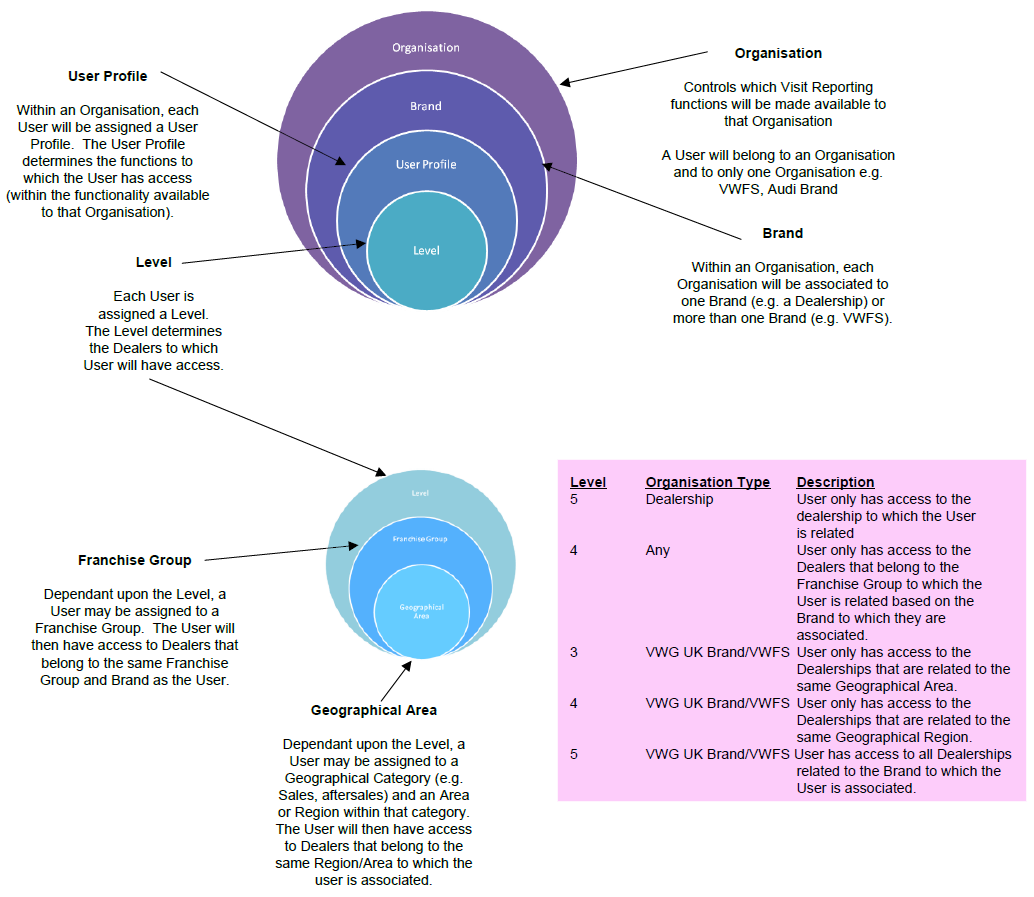 Organisation
Brand
User Profile
Level
User Profile
Within an Organisation, each
User will be assigned a User
Profile. The User Profile
determines the functions to
which the User has access
(within the functionality available
to that Organisation).
Organisation
Controls which Visit Reporting
functions will be made available to
that Organisation
A User will belong to an Organisation
and to only one Organisation e.g.
VWFS, Audi Brand
Brand
Within an Organisation, each
Organisation will be associated to
one Brand (e.g. a Dealership) or
more than one Brand (e.g. VWFS).
Level
Each User is
assigned a Level.
The Level determines
the Dealers to which
User will have access.
Level
Franchise Group
Geographical
Area
Franchise Group
Dependant upon the Level, a
User may be assigned to a
Franchise Group. The User will
then have access to Dealers that
belong to the same Franchise
Group and Brand as the User.
Geographical Area
Dependant upon the Level, a
User may be assigned to a
Geographical Category (e.g.
Sales, aftersales) and an Area
or Region within that category.
The User will then have access
to Dealers that belong to the
same Region/Area to which the
user is associated.
Level Organisation Type Description
5 Dealership User only has access to the
dealership to which the User
is related
4 Any User only has access to the
Dealers that belong to the
Franchise Group to which the
User is related based on the
Brand to which they are
associated.
3 VWG UK Brand/VWFS User only has access to the
Dealerships that are related to the
same Geographical Area.
4 VWG UK Brand/VWFS User only has access to the
Dealerships that are related to the
same Geographical Region.
5 VWG UK Brand/VWFS User has access to all Dealerships
related to the Brand to which the
User is associated.